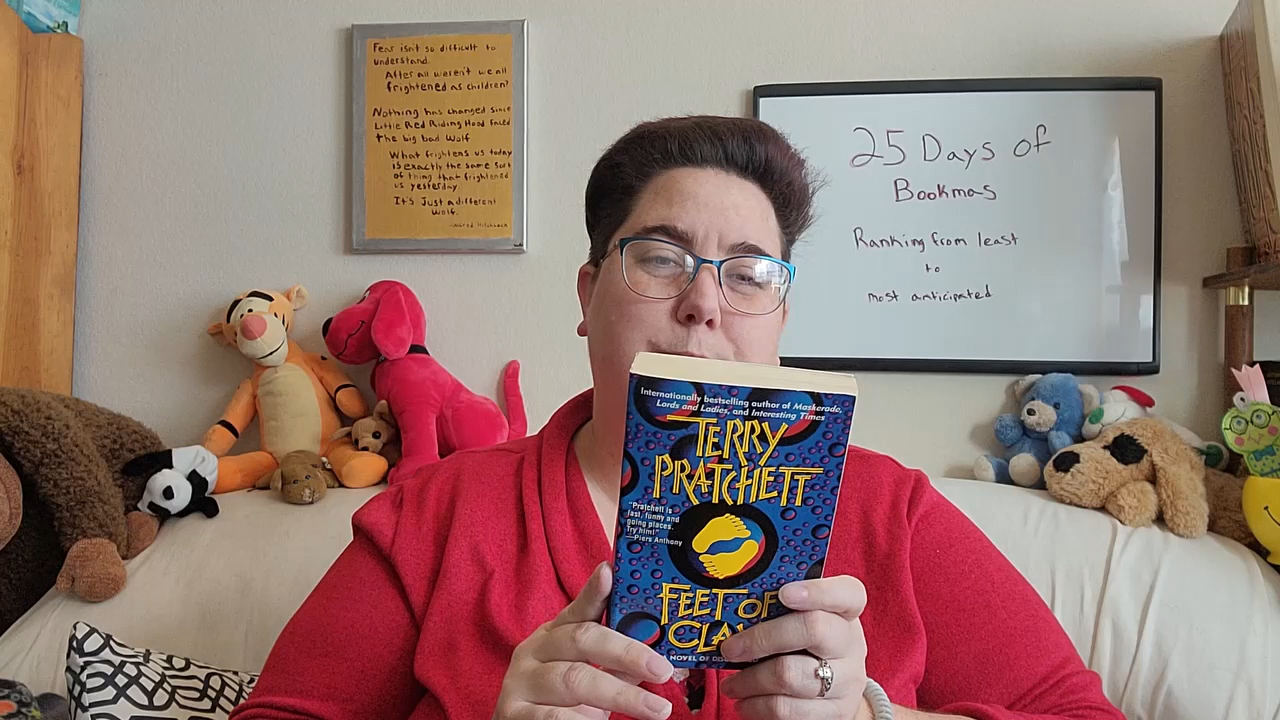 Fear isn't so difficult to
understand.
After all weren't we all
frightened as children?
Nothing has changed since
Little Red Riding Hood faced
the big bad Wolf
What frightens us today
is exactly the same sort
of thing that frightened
us yesterday.
It's Just a different
Wolf.
25 Days of
Bookmas
Ranking from least
to
most anticipated
Internationally bestselling author of Maskerade,
Lords and Ladies, and Interesting Times
TERRY
PRATCHETT
"Pratchett is
fast, funny and
going places.
Try him!"
—Piers Anthony
FEET OF
A NOVEL OF